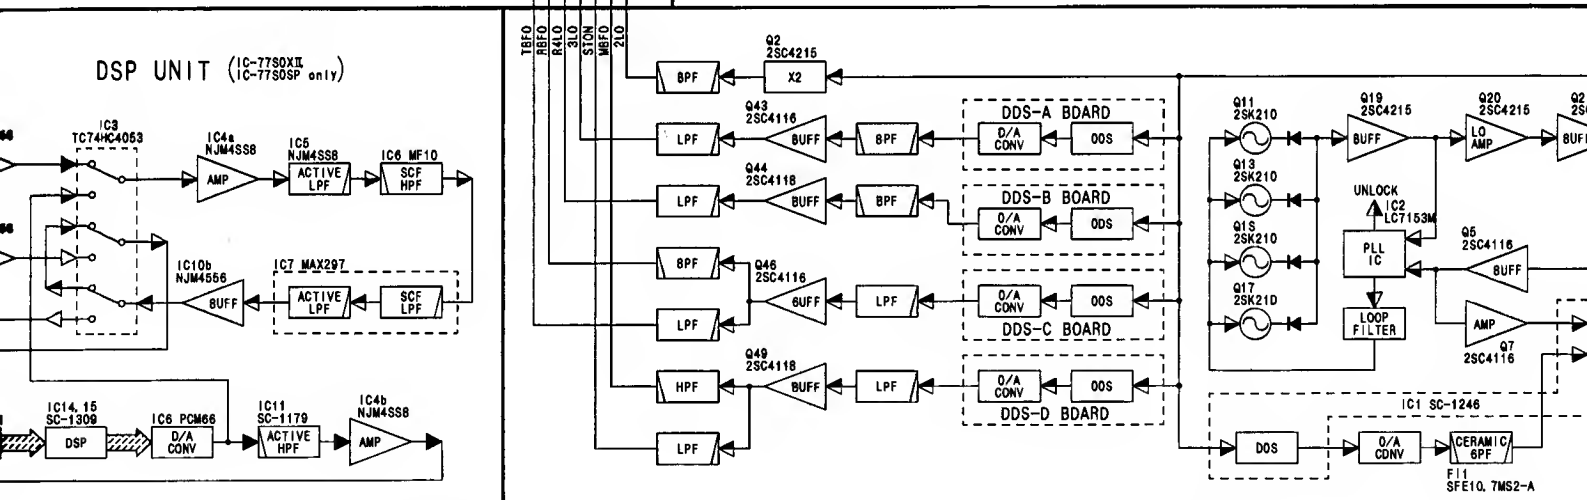 DSP UNIT (IC-775DXII,
IC-775DSP only)
66
66
IC3
TC74HC4053
IC4a
NJM4558
AMP
IC5
NJM4558
ACTIVE
LPF
IC6 MF10
SCF
HPF
IC10b
NJM4556
BUFF
IC7 MAX297
ACTIVE
LPF
SCF
LPF
IC14, 15
SC-1309
DSP
IC6 PCM66
D/A
CONV
IC11
SC-1179
ACTIVE
HPF
IC4b
NJM4558
AMP
TBFO
RBFO
R4LO
3LO
STON
MBFO
2LO
BPF
Q2
2SC4215
X2
LPF
Q43
2SC4116
BUFF
BPF
DDS-A BOARD
D/A
CONV
DDS
LPF
Q44
2SC4116
BUFF
BPF
DDS-B BOARD
D/A
CONV
DDS
BPF
LPF
Q46
2SC4116
BUFF
LPF
D/A
CONV
DDS
DDS-C BOARD
HPF
LPF
Q49
2SC4116
BUFF
LPF
D/A
CONV
DDS
DDS-D BOARD
Q11
2SK210
Q13
2SK210
Q15
2SK210
Q17
2SK210
Q19
2SC4215
BUFF
Q20
2SC4215
LO
AMP
Q2
2S
BUF
UNLOCK
IC2
LC7153M
PLL
IC
LOOP
FILTER
Q5
2SC4116
BUFF
AMP
Q7
2SC4116
IC1 SC-1246
DDS
D/A
CONV
CERAMIC
BPF
FI1
SFE10.7MS2-A